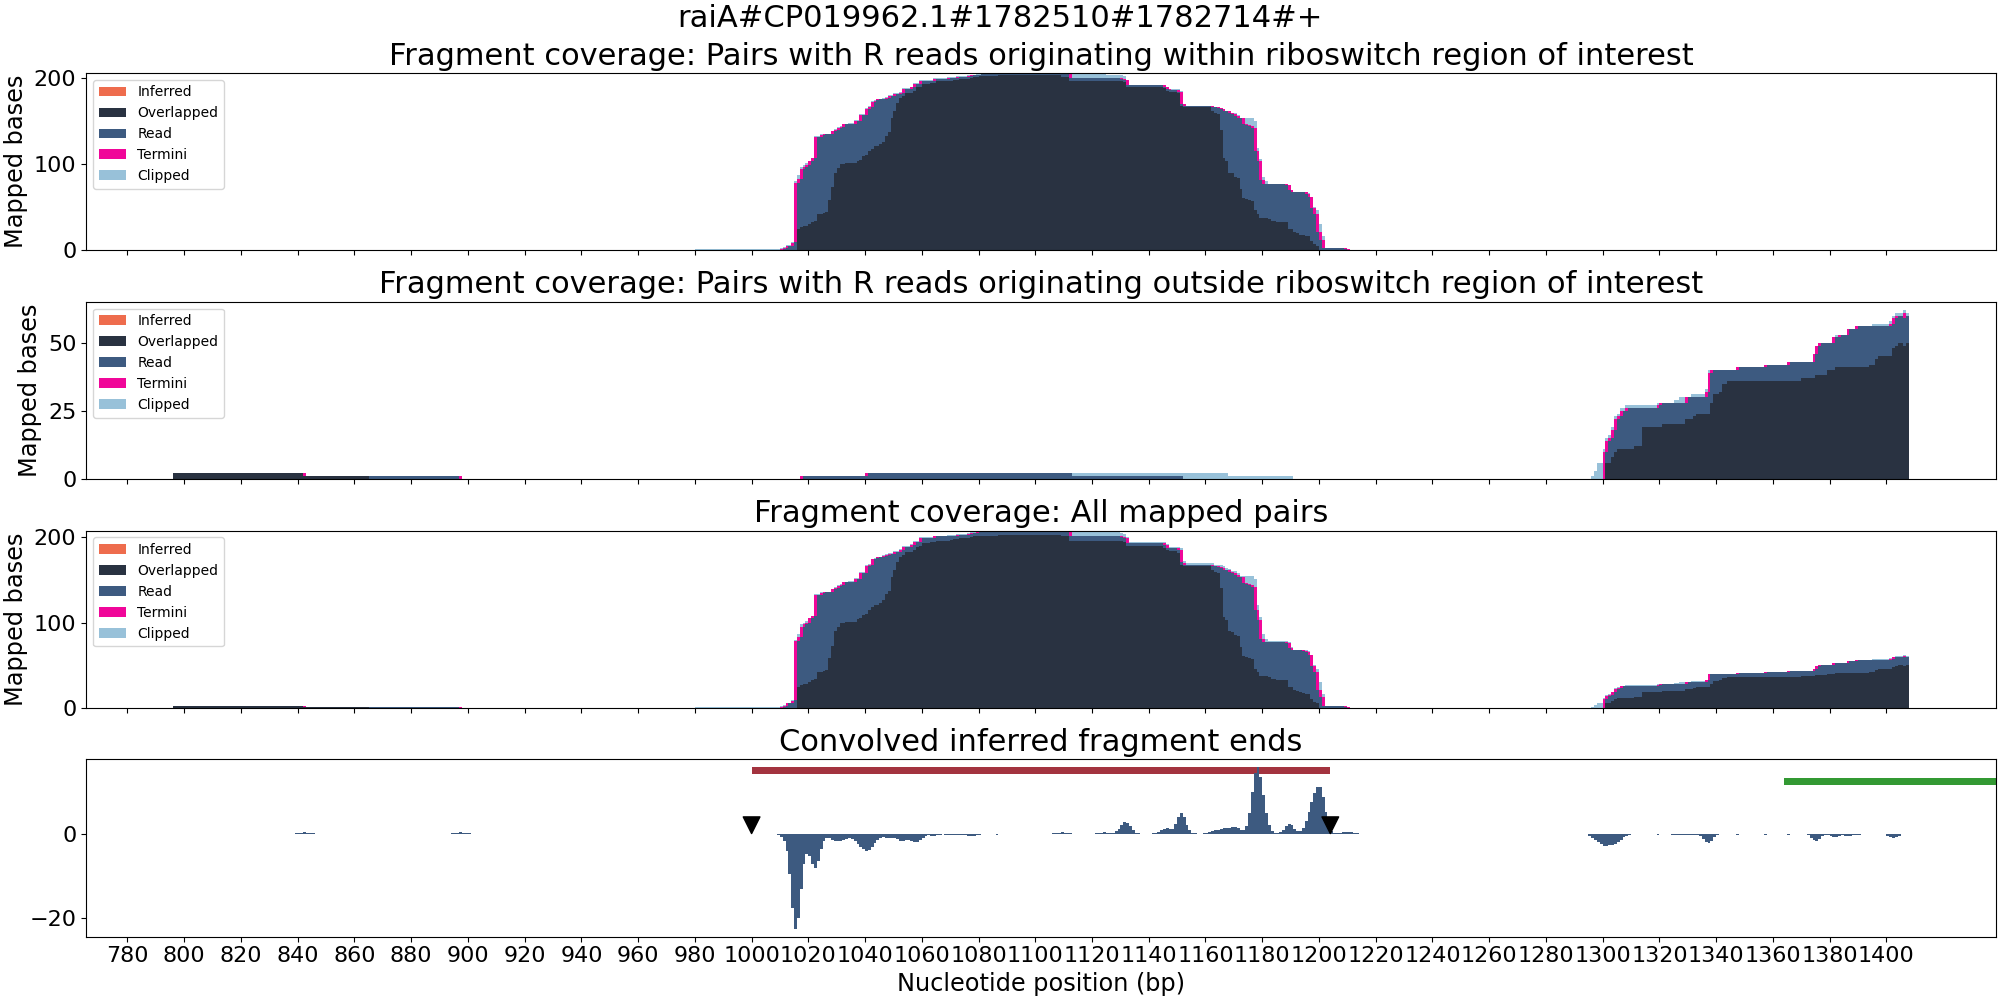 raiA#CP019962.1#1782510#1782714#+
Fragment coverage: Pairs with R reads originating within riboswitch region of interest
Mapped bases
200
100
0
Inferred
Overlapped
Read
Termini
Clipped
Fragment coverage: Pairs with R reads originating outside riboswitch region of interest
Mapped bases
50
25
0
Inferred
Overlapped
Read
Termini
Clipped
Fragment coverage: All mapped pairs
Mapped bases
200
100
0
Inferred
Overlapped
Read
Termini
Clipped
Convolved inferred fragment ends
0
−20
780 800 820 840 860 880 900 920 940 960 980 1000 1020 1040 1060 1080 1100 1120 1140 1160 1180 1200 1220 1240 1260 1280 1300 1320 1340 1360 1380 1400
Nucleotide position (bp)